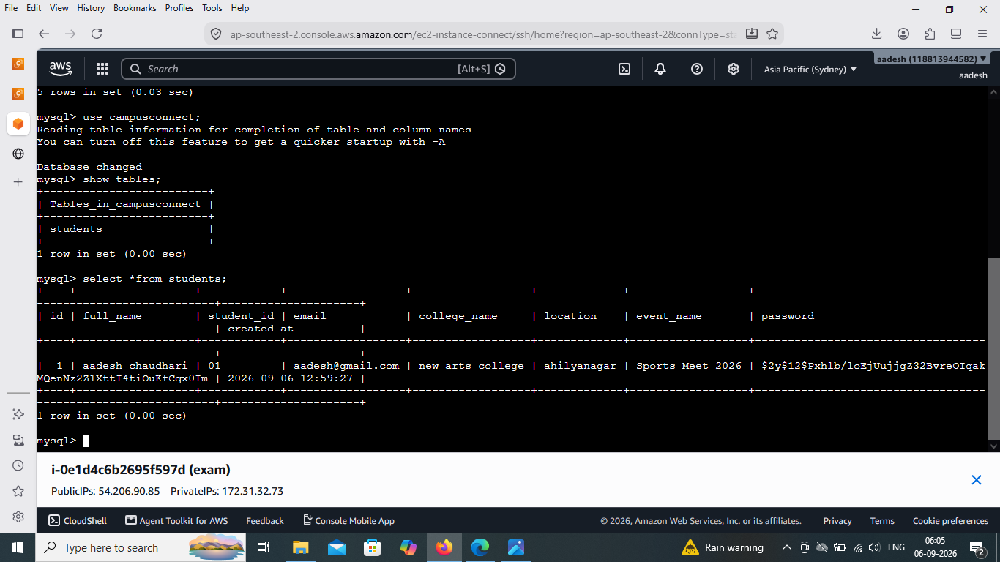 File Edit View History Bookmarks Profiles Tools Help
ap-southeast-2.console.aws.amazon.com/ec2-instance-connect/ssh/home?region=ap-southeast-2&connType=st
aws Search [Alt+S] Asia Pacific (Sydney) aadesh (118813944582)
aadesh
5 rows in set (0.03 sec)
mysql> use campusconnect;
Reading table information for completion of table and column names
You can turn off this feature to get a quicker startup with -A
Database changed
mysql> show tables;
+-------------------------+
| Tables_in_campusconnect |
+-------------------------+
| students                |
+-------------------------+
1 row in set (0.00 sec)
mysql> select *from students;
+----+------------------+------------+------------------+------------------+-------------+------------------+-----------------------------------
---------------------------+---------------------+
| id | full_name        | student_id | email            | college_name     | location    | event_name       | password
                           | created_at          |
+----+------------------+------------+------------------+------------------+-------------+------------------+-----------------------------------
---------------------------+---------------------+
|  1 | aadesh chaudhari | 01         | aadesh@gmail.com | new arts college | ahilyanagar | Sports Meet 2026 | $2y$12$Pxhlb/loEjUujjgZ32BvreOIqak
MQenNz2Z1XttI4tiOuKfCqx0Im | 2026-09-06 12:59:27 |
+----+------------------+------------+------------------+------------------+-------------+------------------+-----------------------------------
---------------------------+---------------------+
1 row in set (0.00 sec)
mysql>
i-0e1d4c6b2695f597d (exam)
PublicIPs: 54.206.90.85 PrivateIPs: 172.31.32.73
CloudShell Agent Toolkit for AWS Feedback Console Mobile App © 2026, Amazon Web Services, Inc. or its affiliates. Privacy Terms Cookie preferences
Type here to search Rain warning ENG 06:05
06-09-2026 2